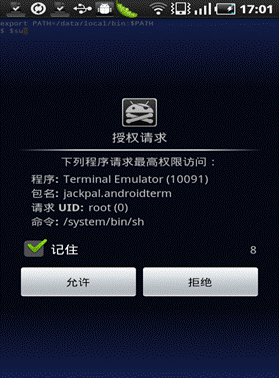 17:01
export PATH=/data/local/bin:$PATH
$ su
授权请求
下列程序请求最高权限访问：
程序: Terminal Emulator (10091)
包名: jackpal.androidterm
请求 UID: root (0)
命令: /system/bin/sh
记住
8
允许
拒绝